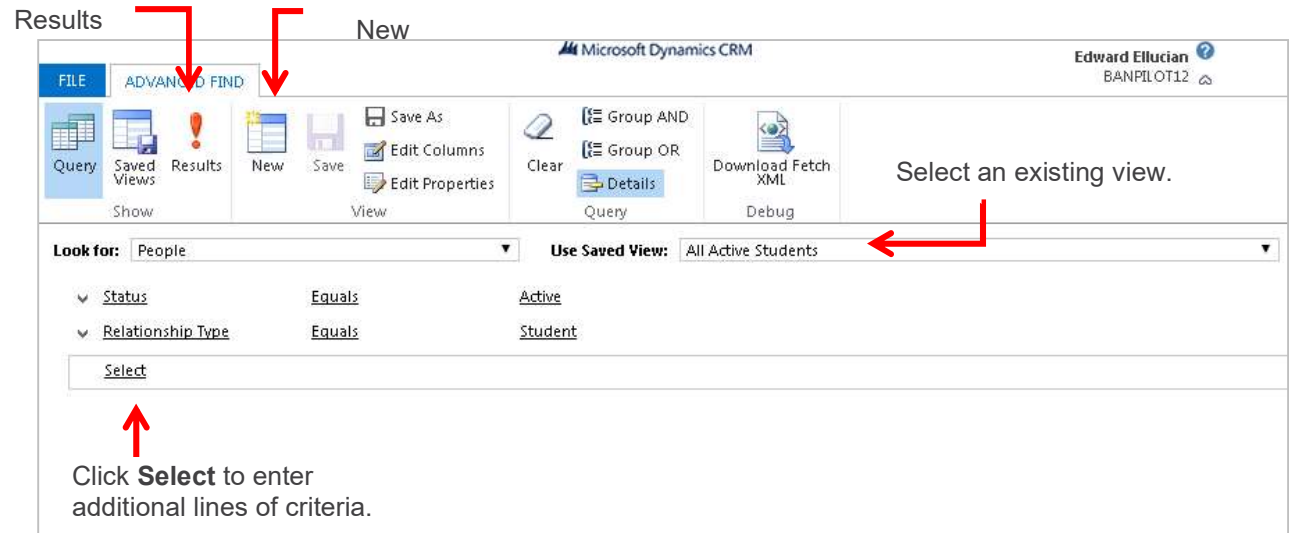 Results
New
Microsoft Dynamics CRM
Edward Ellucian
BANPILOT12
FILE
ADVANCED FIND
Query
Saved Views
Results
New
Save
Save As
Edit Columns
Edit Properties
Clear
Group AND
Group OR
Details
Download Fetch XML
Show
View
Query
Debug
Select an existing view.
Look for: People
Use Saved View: All Active Students
Status Equals Active
Relationship Type Equals Student
Select
Click Select to enter
additional lines of criteria.